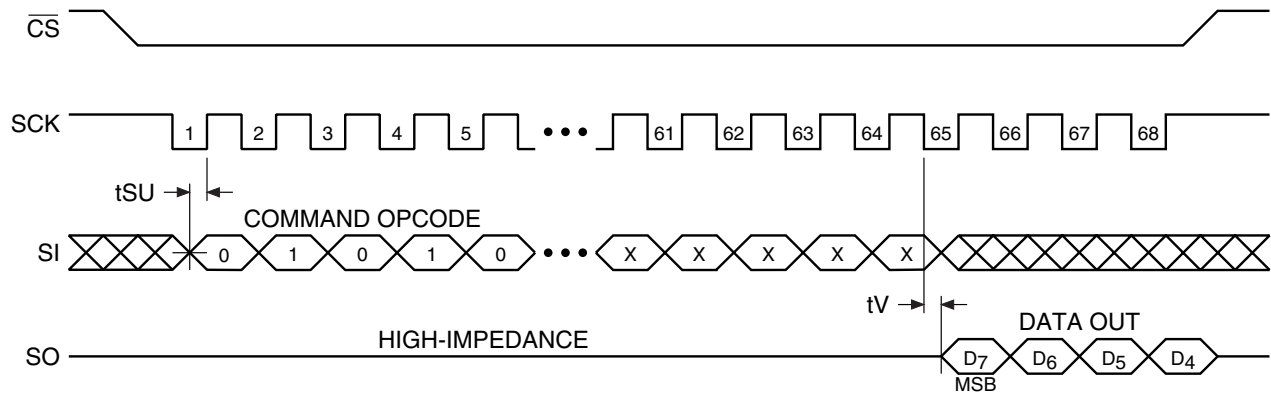 CS
SCK 1 2 3 4 5 ••• 61 62 63 64 65 66 67 68
tSU
COMMAND OPCODE
SI 0 1 0 1 0 ••• X X X X X
tV
HIGH-IMPEDANCE
DATA OUT
SO D7 D6 D5 D4
MSB